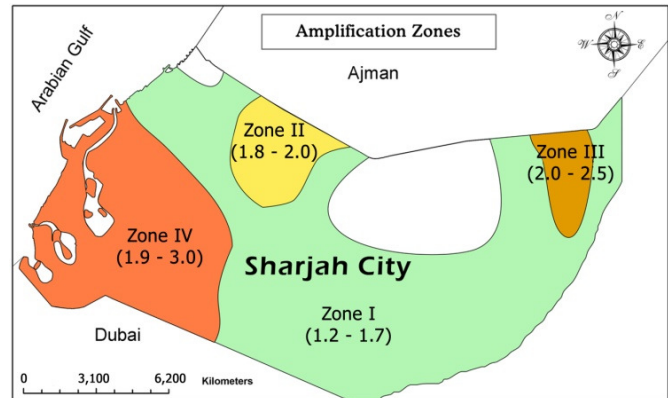 Amplification Zones
N
W E
S
Arabian Gulf
Ajman
Zone II
(1.8 - 2.0)
Zone III
(2.0 - 2.5)
Zone IV
(1.9 - 3.0)
Sharjah City
Zone I
(1.2 - 1.7)
Dubai
0 3,100 6,200 Kilometers